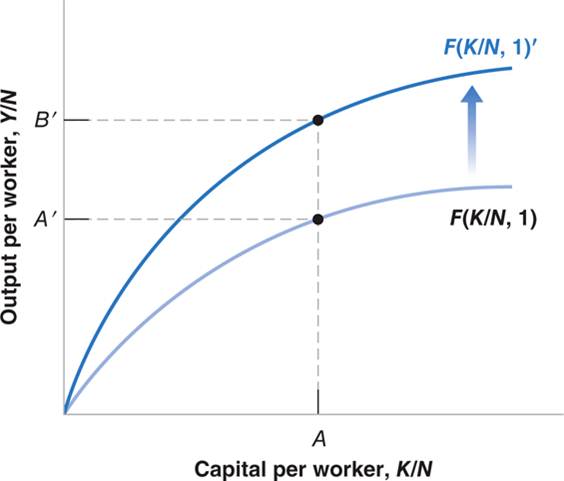 F(K/N, 1)′
Output per worker, Y/N
B′
A′
F(K/N, 1)
A
Capital per worker, K/N